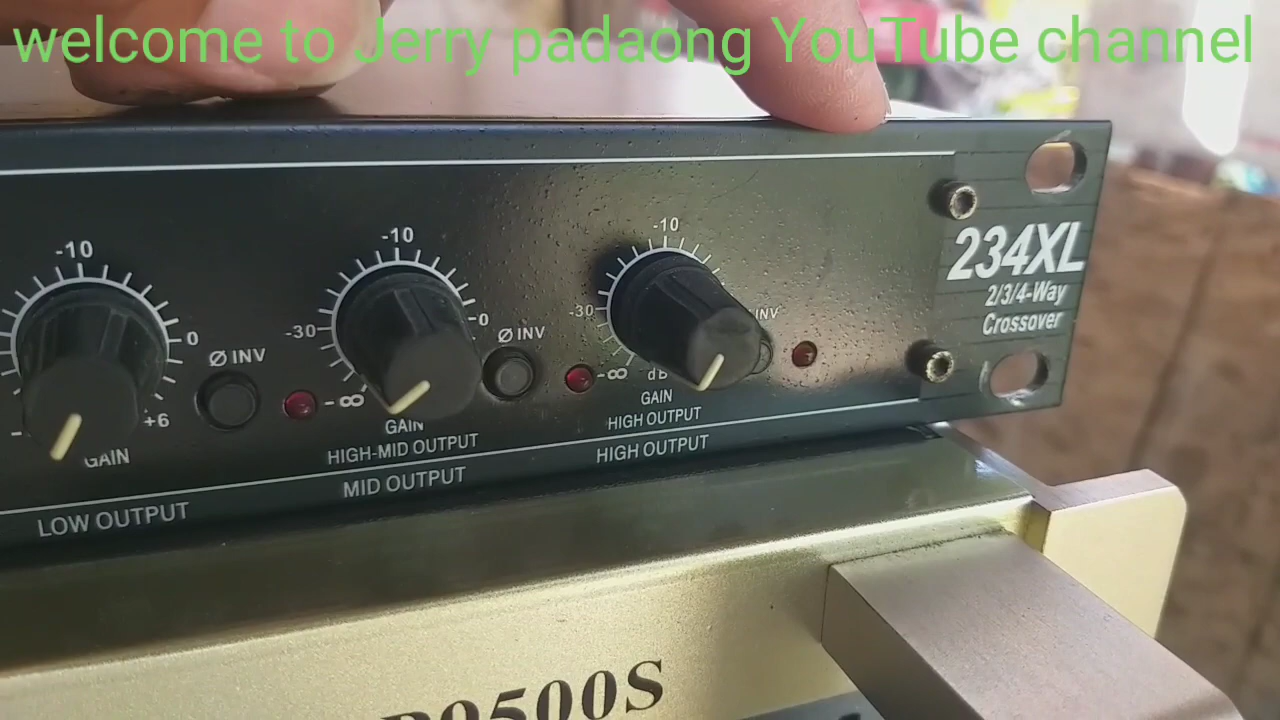 welcome to Jerry padaong YouTube channel
-10
0
Ø INV
+6
GAIN
LOW OUTPUT
-10
-30
-0
Ø INV
-∞
GAIN
HIGH-MID OUTPUT
MID OUTPUT
-10
-30
INV
-∞
dB
GAIN
HIGH OUTPUT
HIGH OUTPUT
234XL
2/3/4-Way
Crossover
9500S